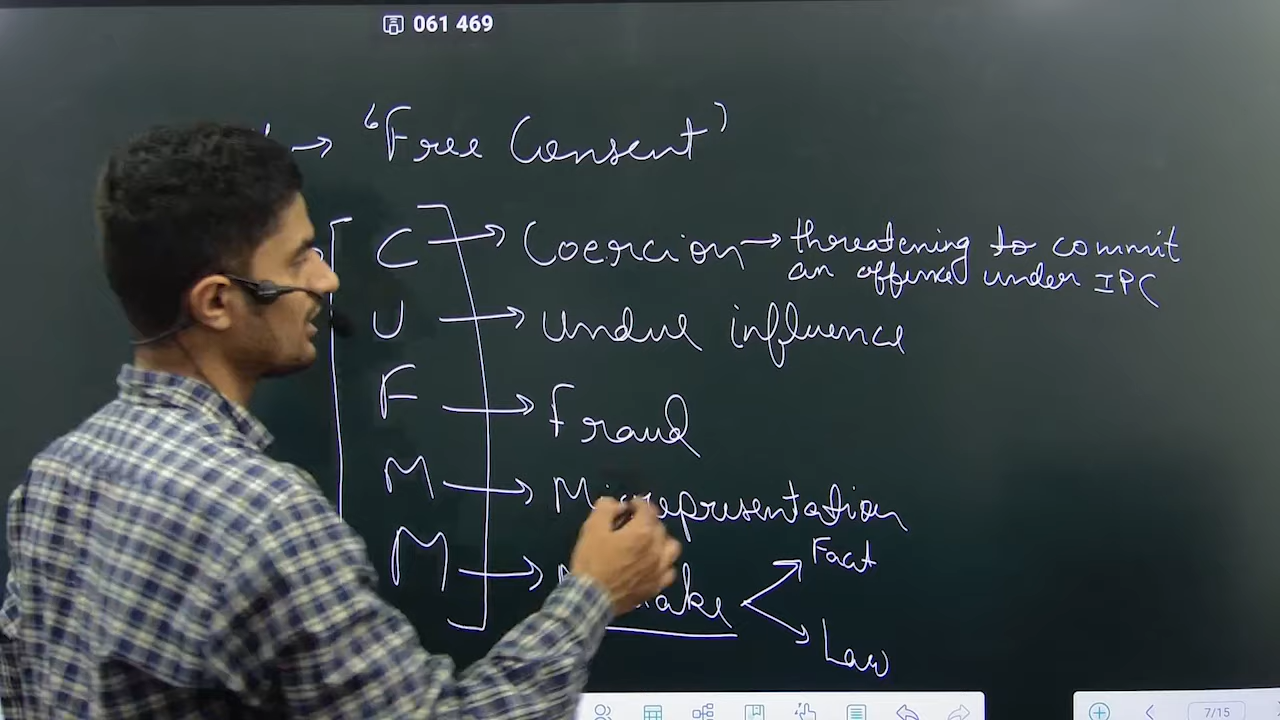 061 469
→ "Free Consent"
C → Coercion → threatening to commit
an offence under IPC
U → Undue influence
F → Fraud
M → Misrepresentation
M →
Fact
Law
7/15